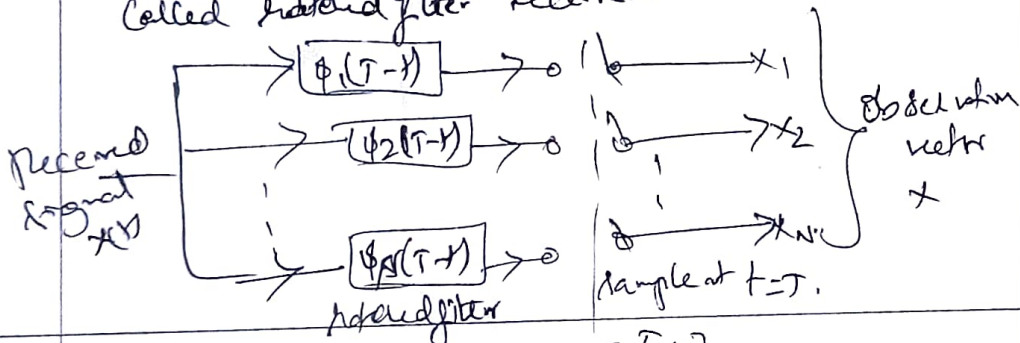 Called matched filter
φ1(T-t)
x1
φ2(T-t)
x2
Received
signal
x(t)
Observation
vector
x
φN(T-t)
xN
sample at t=T.
matched filter